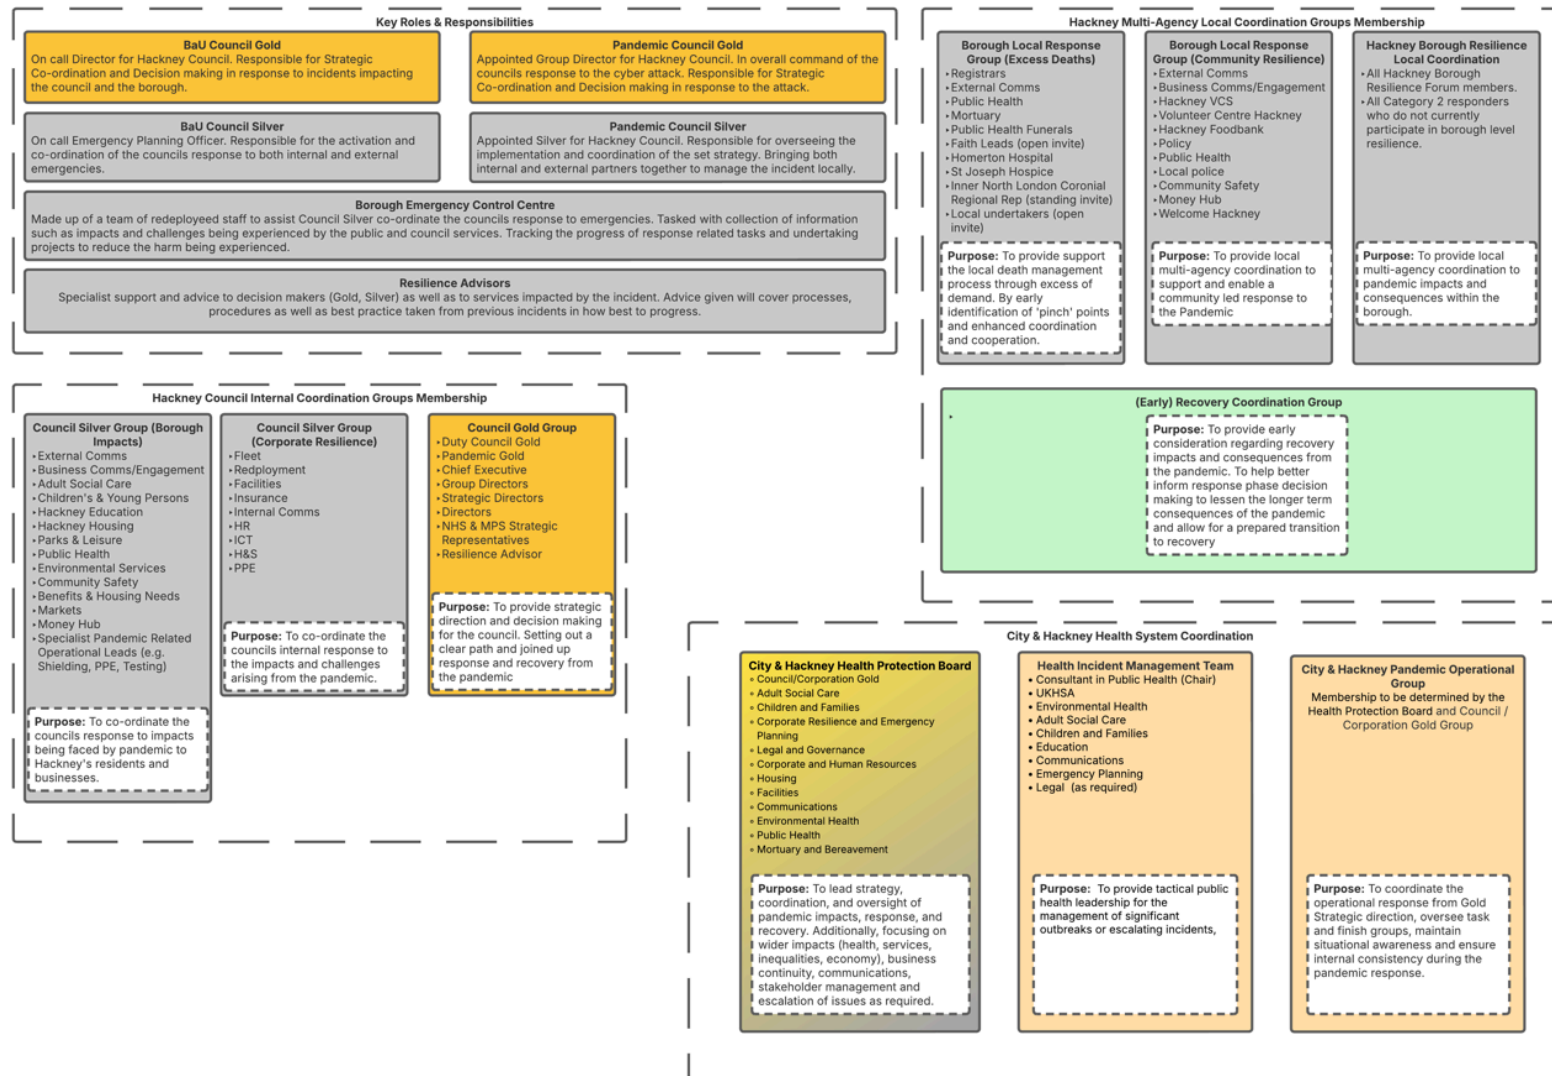 Key Roles & Responsibilities
BaU Council Gold
On call Director for Hackney Council. Responsible for Strategic
Co-ordination and Decision making in response to incidents impacting
the council and the borough.
Pandemic Council Gold
Appointed Group Director for Hackney Council. In overall command of the
councils response to the cyber attack. Responsible for Strategic
Co-ordination and Decision making in response to the attack.
BaU Council Silver
On call Emergency Planning Officer. Responsible for the activation and
co-ordination of the councils response to both internal and external
emergencies.
Pandemic Council Silver
Appointed Silver for Hackney Council. Responsible for overseeing the
implementation and coordination of the set strategy. Bringing both
internal and external partners together to manage the incident locally.
Borough Emergency Control Centre
Made up of a team of redeployeed staff to assist Council Silver co-ordinate the councils response to emergencies. Tasked with collection of information
such as impacts and challenges being experienced by the public and council services. Tracking the progress of response related tasks and undertaking
projects to reduce the harm being experienced.
Resilience Advisors
Specialist support and advice to decision makers (Gold, Silver) as well as to services impacted by the incident. Advice given will cover processes,
procedures as well as best practice taken from previous incidents in how best to progress.
Hackney Multi-Agency Local Coordination Groups Membership
Borough Local Response
Group (Excess Deaths)
Registrars
External Comms
Public Health
Mortuary
Public Health Funerals
Faith Leads (open invite)
Homerton Hospital
St Joseph Hospice
Inner North London Coronial
Regional Rep (standing invite)
Local undertakers (open
invite)
Purpose: To provide support
the local death management
process through excess of
demand. By early
identification of 'pinch' points
and enhanced coordination
and cooperation.
Borough Local Response
Group (Community Resilience)
External Comms
Business Comms/Engagement
Hackney VCS
Volunteer Centre Hackney
Hackney Foodbank
Policy
Public Health
Local police
Community Safety
Money Hub
Welcome Hackney
Purpose: To provide local
multi-agency coordination to
support and enable a
community led response to
the Pandemic
Hackney Borough Resilience
Local Coordination
All Hackney Borough
Resilience Forum members.
All Category 2 responders
who do not currently
participate in borough level
resilience.
Purpose: To provide local
multi-agency coordination to
pandemic impacts and
consequences within the
borough.
(Early) Recovery Coordination Group
Purpose: To provide early
consideration regarding recovery
impacts and consequences from
the pandemic. To help better
inform response phase decision
making to lessen the longer term
consequences of the pandemic
and allow for a prepared transition
to recovery
Hackney Council Internal Coordination Groups Membership
Council Silver Group (Borough
Impacts)
External Comms
Business Comms/Engagement
Adult Social Care
Children's & Young Persons
Hackney Education
Hackney Housing
Parks & Leisure
Public Health
Environmental Services
Community Safety
Benefits & Housing Needs
Markets
Money Hub
Specialist Pandemic Related
Operational Leads (e.g.
Shielding, PPE, Testing)
Purpose: To co-ordinate the
councils response to impacts
being faced by pandemic to
Hackney's residents and
businesses.
Council Silver Group
(Corporate Resilience)
Fleet
Redployment
Facilities
Insurance
Internal Comms
HR
ICT
H&S
PPE
Purpose: To co-ordinate the
councils internal response to
the impacts and challenges
arising from the pandemic.
Council Gold Group
Duty Council Gold
Pandemic Gold
Chief Executive
Group Directors
Strategic Directors
Directors
NHS & MPS Strategic
Representatives
Resilience Advisor
Purpose: To provide strategic
direction and decision making
for the council. Setting out a
clear path and joined up
response and recovery from
the pandemic
City & Hackney Health System Coordination
City & Hackney Health Protection Board
Council/Corporation Gold
Adult Social Care
Children and Families
Corporate Resilience and Emergency
Planning
Legal and Governance
Corporate and Human Resources
Housing
Facilities
Communications
Environmental Health
Public Health
Mortuary and Bereavement
Purpose: To lead strategy,
coordination, and oversight of
pandemic impacts, response, and
recovery. Additionally, focusing on
wider impacts (health, services,
inequalities, economy), business
continuity, communications,
stakeholder management and
escalation of issues as required.
Health Incident Management Team
• Consultant in Public Health (Chair)
• UKHSA
• Environmental Health
• Adult Social Care
• Children and Families
• Education
• Communications
• Emergency Planning
• Legal (as required)
Purpose: To provide tactical public
health leadership for the
management of significant
outbreaks or escalating incidents,
City & Hackney Pandemic Operational
Group
Membership to be determined by the
Health Protection Board and Council /
Corporation Gold Group
Purpose: To coordinate the
operational response from Gold
Strategic direction, oversee task
and finish groups, maintain
situational awareness and ensure
internal consistency during the
pandemic response.